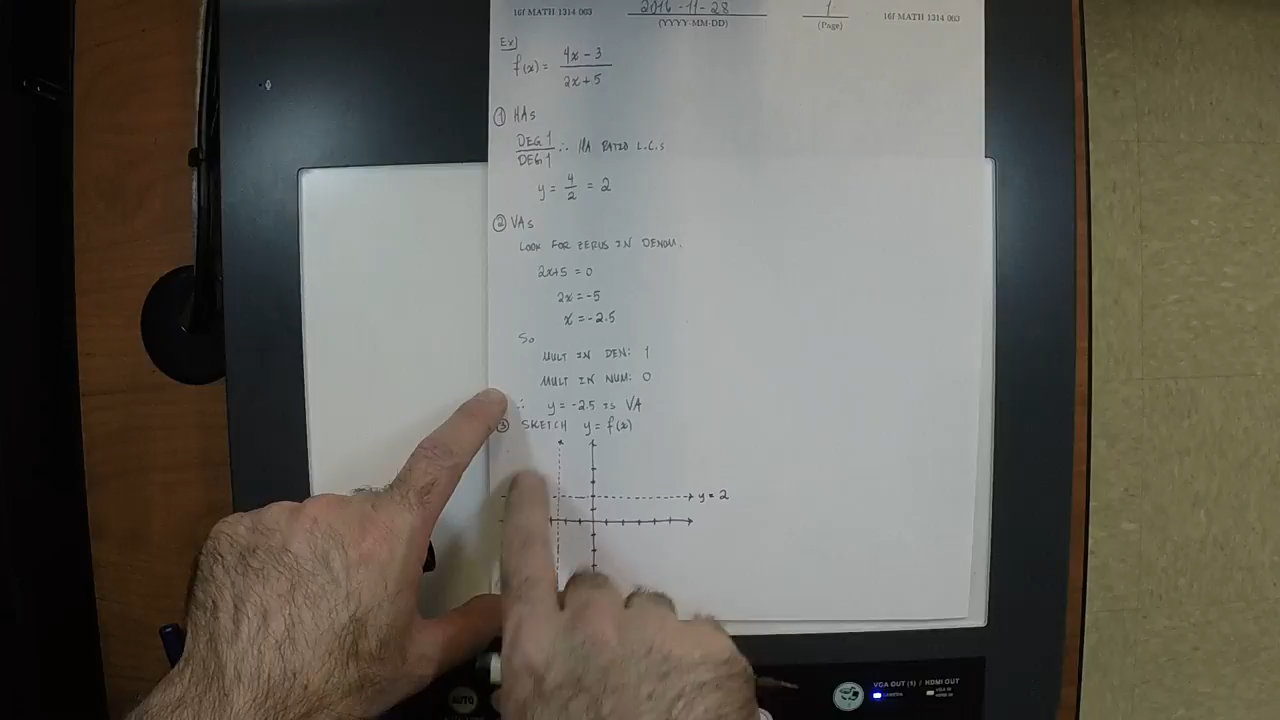 16f MATH 1314 003 2016-11-28 1 16f MATH 1314 003
(YYYY-MM-DD) (Page)
Ex)
f(x) = 4x - 3 / 2x + 5
① HAs
DEG 1 / DEG 1 ∴ HA RATIO L.C.s
y = 4/2 = 2
② VAs
LOOK FOR ZEROS IN DENOM.
2x+5 = 0
2x = -5
x = -2.5
So
MULT IN DEN: 1
MULT IN NUM: 0
∴ y = -2.5 IS VA
③ SKETCH y = f(x)
y = 2
AUTO
VGA OUT (1) / HDMI OUT
CAMERA